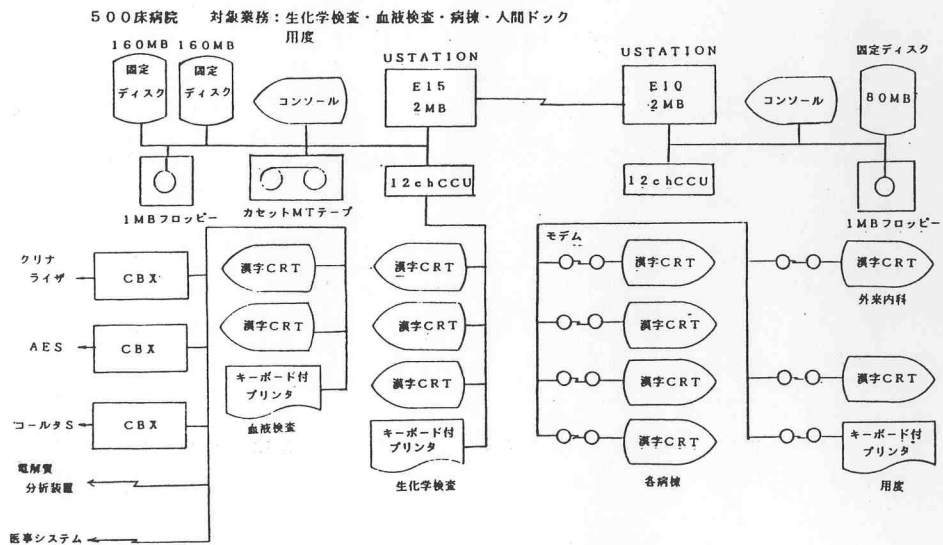 500床病院 対象業務：生化学検査・血液検査・病棟・人間ドック
用度
160MB 160MB
固定
ディスク
固定
ディスク
コンソール
USTATION
E15
2MB
USTATION
E10
2MB
コンソール
固定ディスク
80MB
1MBフロッピー
カセットMTテープ
12chCCU
12chCCU
1MBフロッピー
クリナ
ライザ
CBX
AES
CBX
コールタS
CBX
電解質
分析装置
医事システム
漢字CRT
漢字CRT
キーボード付
プリンタ
血液検査
漢字CRT
漢字CRT
漢字CRT
キーボード付
プリンタ
生化学検査
モデム
漢字CRT
漢字CRT
漢字CRT
漢字CRT
各病棟
漢字CRT
外来内科
漢字CRT
キーボード付
プリンタ
用度